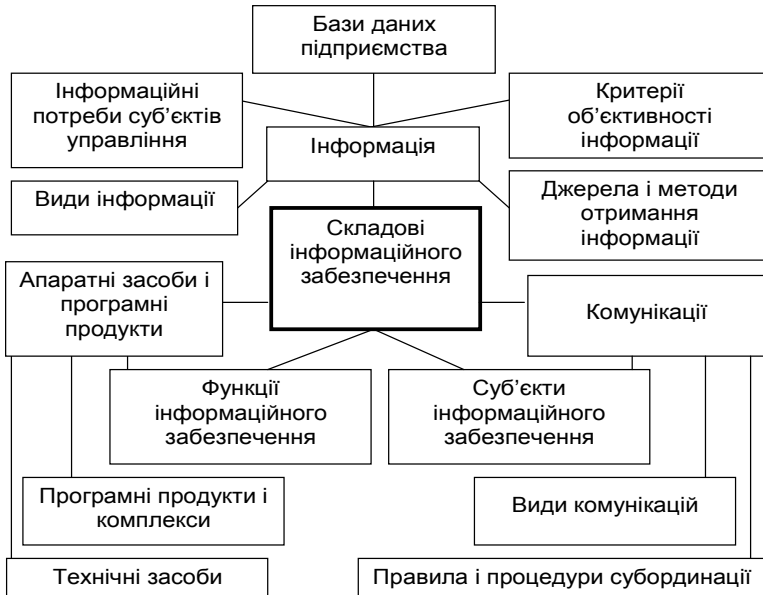 Бази даних
підприємства
Інформаційні
потреби суб’єктів
управління
Критерії
об’єктивності
інформації
Інформація
Види інформації
Джерела і методи
отримання
інформації
Складові
інформаційного
забезпечення
Апаратні засоби і
програмні
продукти
Комунікації
Функції
інформаційного
забезпечення
Суб’єкти
інформаційного
забезпечення
Програмні продукти і
комплекси
Види комунікацій
Технічні засоби
Правила і процедури субординації